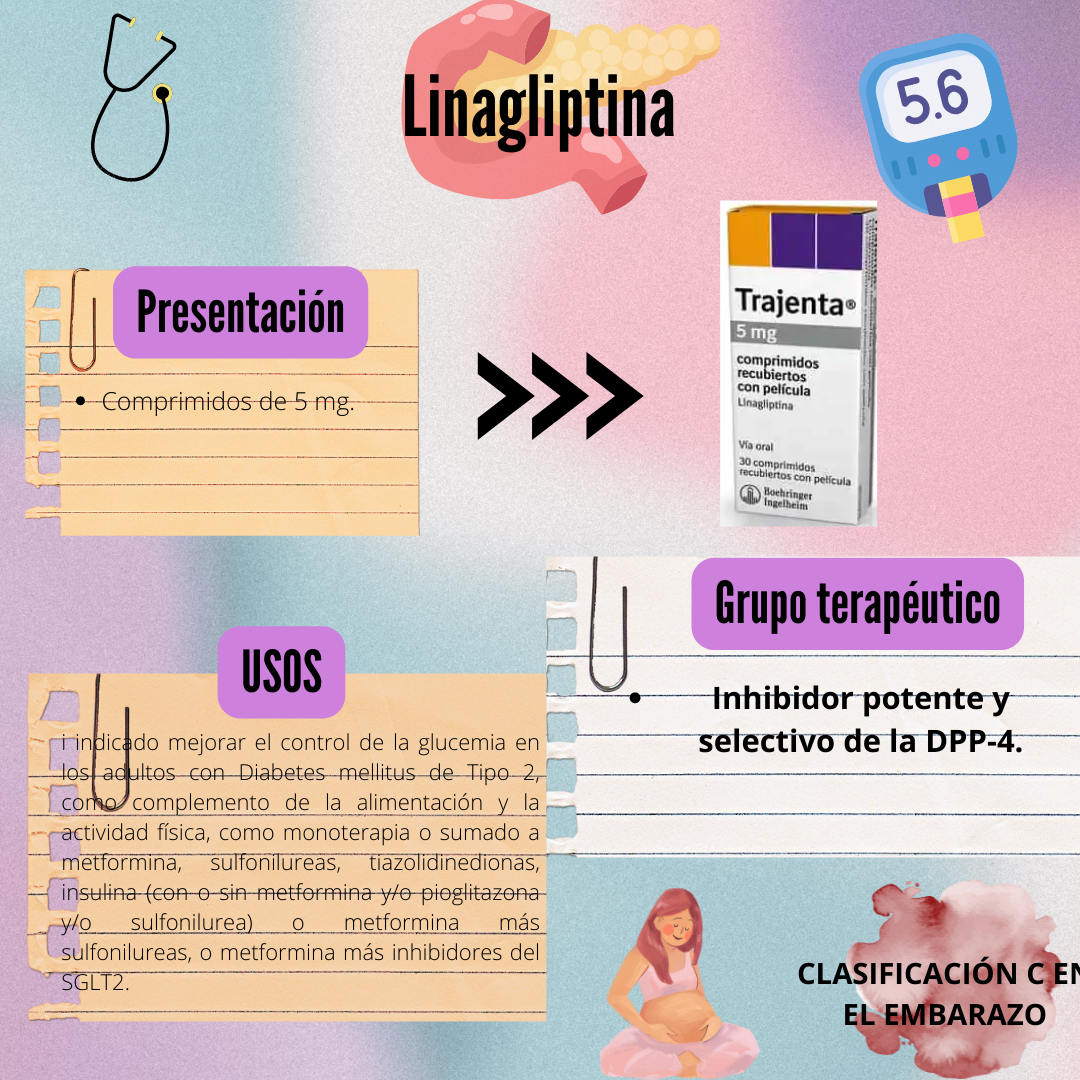 Linagliptina
5.6
Presentación
Comprimidos de 5 mg.
Trajenta®
5 mg
comprimidos
recubiertos
con película
Linagliptina
Vía oral
30 comprimidos
recubiertos con película
Boehringer
Ingelheim
Grupo terapéutico
Inhibidor potente y
selectivo de la DPP-4.
USOS
i indicado mejorar el control de la glucemia en
los adultos con Diabetes mellitus de Tipo 2,
como complemento de la alimentación y la
actividad física, como monoterapia o sumado a
metformina, sulfonilureas, tiazolidinedionas,
insulina (con o sin metformina y/o pioglitazona
y/o sulfonilurea) o metformina más
sulfonilureas, o metformina más inhibidores del
SGLT2.
CLASIFICACIÓN C EN
EL EMBARAZO